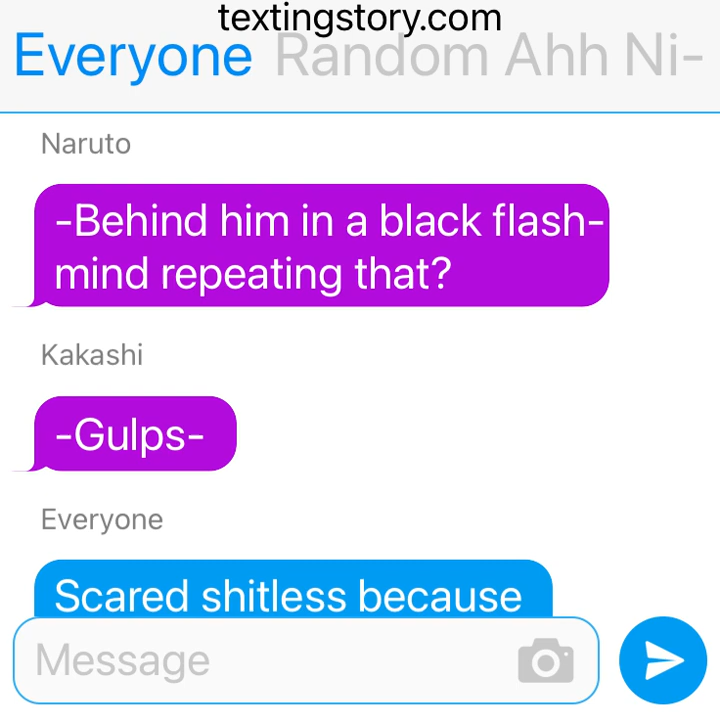 textingstory.com
Everyone Random Ahh Ni-
Naruto
-Behind him in a black flash-
mind repeating that?
Kakashi
-Gulps-
Everyone
Scared shitless because
Message